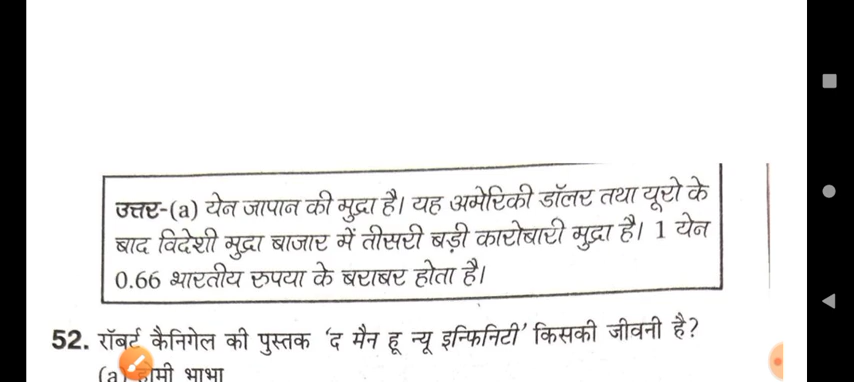 उत्तर-(a) येन जापान की मुद्रा है। यह अमेरिकी डॉलर तथा यूरो के
बाद विदेशी मुद्रा बाजार में तीसरी बड़ी कारोबारी मुद्रा है। 1 येन
0.66 भारतीय रुपया के बराबर होता है।
52. रॉबर्ट कैनिगेल की पुस्तक ‘द मैन हू न्यू इन्फिनिटी’ किसकी जीवनी है?
(a) होमी भाभा